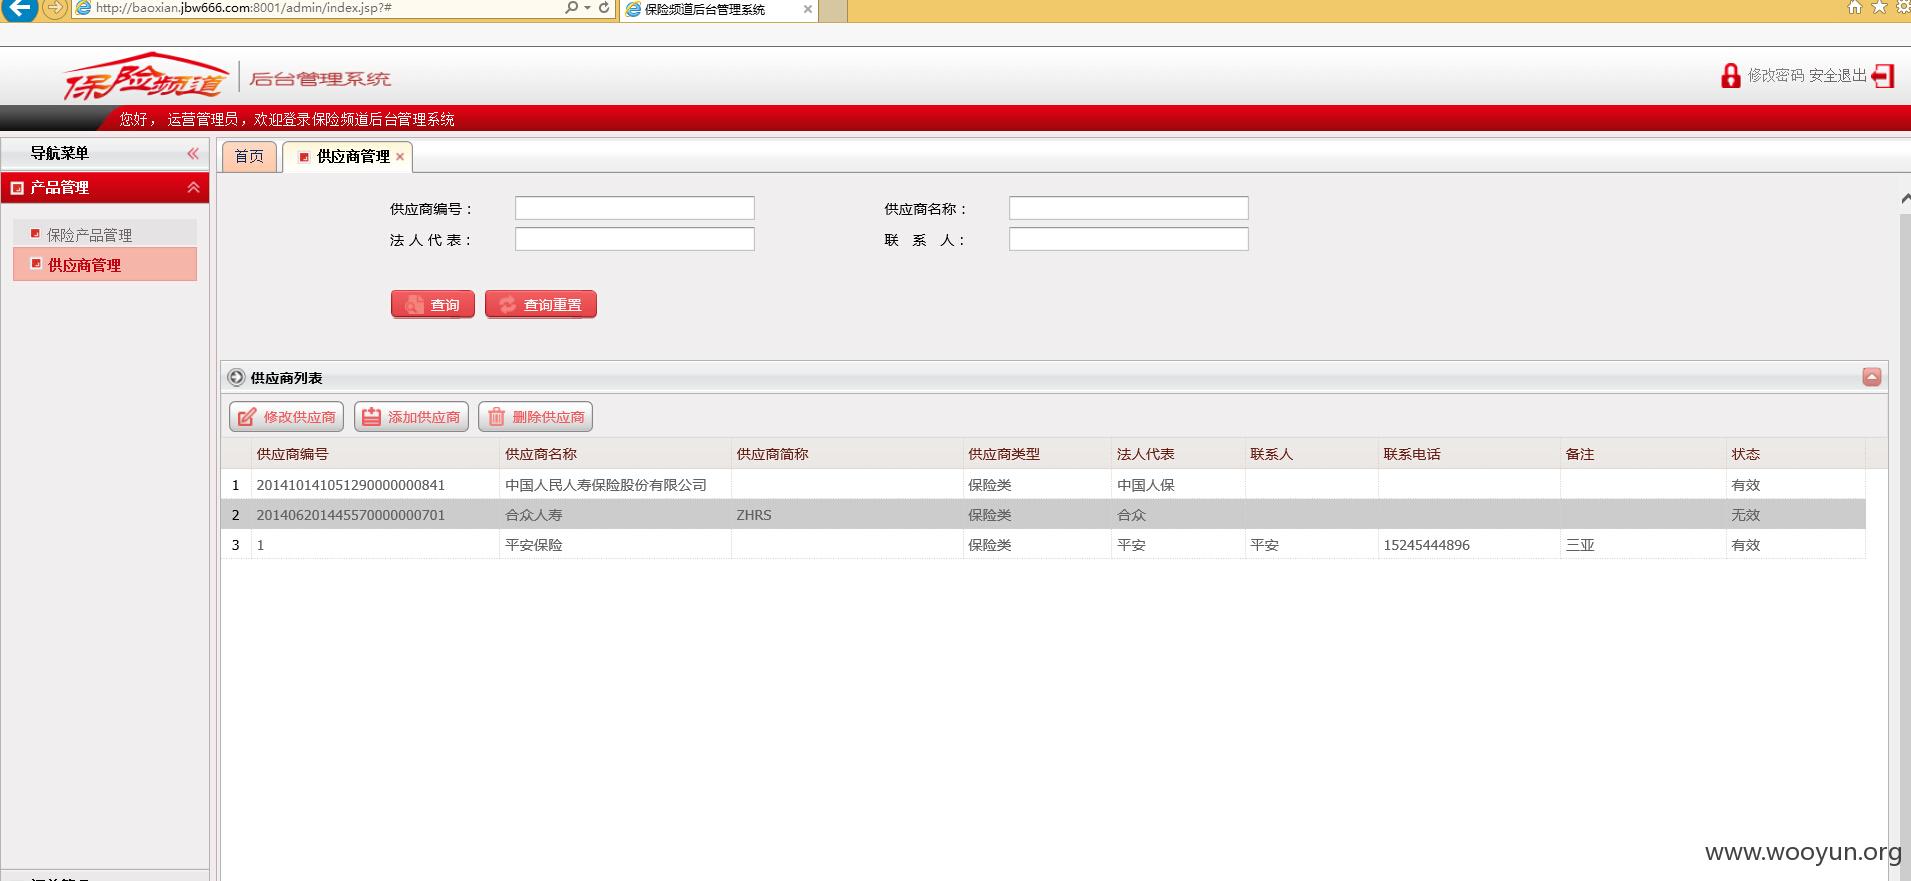 http://baoxian.jbw666.com:8001/admin/index.jsp?#
保险频道后台管理系统
保险频道 后台管理系统
修改密码 安全退出
您好， 运营管理员，欢迎登录保险频道后台管理系统
导航菜单
首页 供应商管理
产品管理
保险产品管理
供应商管理
供应商编号： 供应商名称：
法 人 代 表： 联 系 人：
查询 查询重置
供应商列表
修改供应商 添加供应商 删除供应商
供应商编号 供应商名称 供应商简称 供应商类型 法人代表 联系人 联系电话 备注 状态
1 201410141051290000000841 中国人民人寿保险股份有限公司 保险类 中国人保 有效
2 201406201445570000000701 合众人寿 ZHRS 保险类 合众 无效
3 1 平安保险 保险类 平安 平安 15245444896 三亚 有效
www.wooyun.org